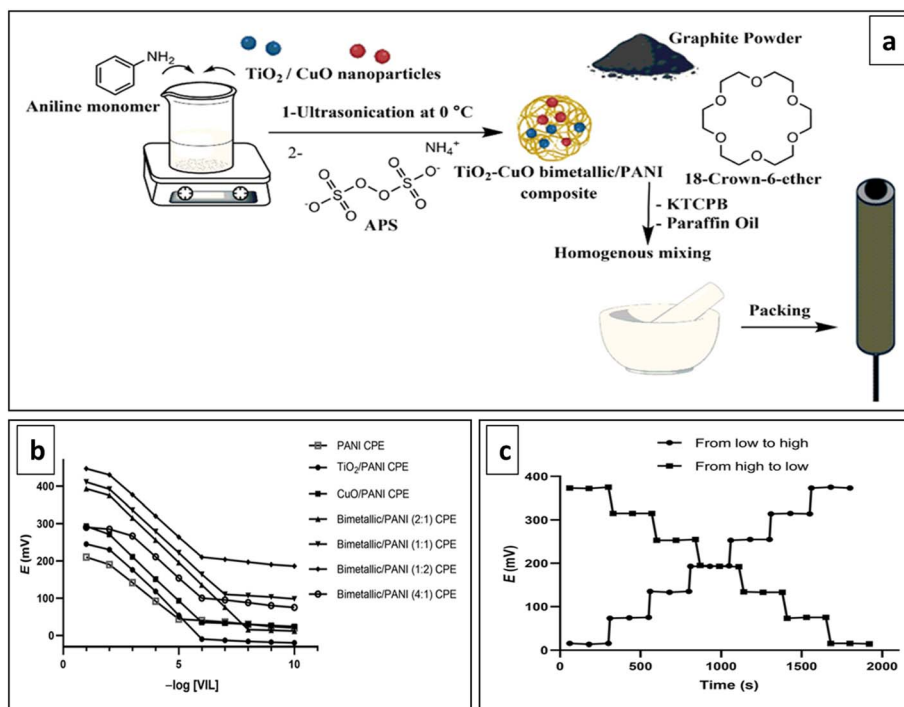 a
NH₂
Aniline monomer
TiO₂ / CuO nanoparticles
Graphite Powder
1-Ultrasonication at 0 °C
2-
NH₄⁺
O O
⁻O S O O S O⁻
O O
APS
TiO₂-CuO bimetallic/PANI
composite
O O O O O O
18-Crown-6-ether
- KTCPB
- Paraffin Oil
Homogenous mixing
Packing
b
E (mV)
400
300
200
100
0
0 5 10
–log [VIL]
PANI CPE
TiO₂/PANI CPE
CuO/PANI CPE
Bimetallic/PANI (2:1) CPE
Bimetallic/PANI (1:1) CPE
Bimetallic/PANI (1:2) CPE
Bimetallic/PANI (4:1) CPE
c
From low to high
From high to low
E (mV)
400
300
200
100
0
0 500 1000 1500 2000
Time (s)